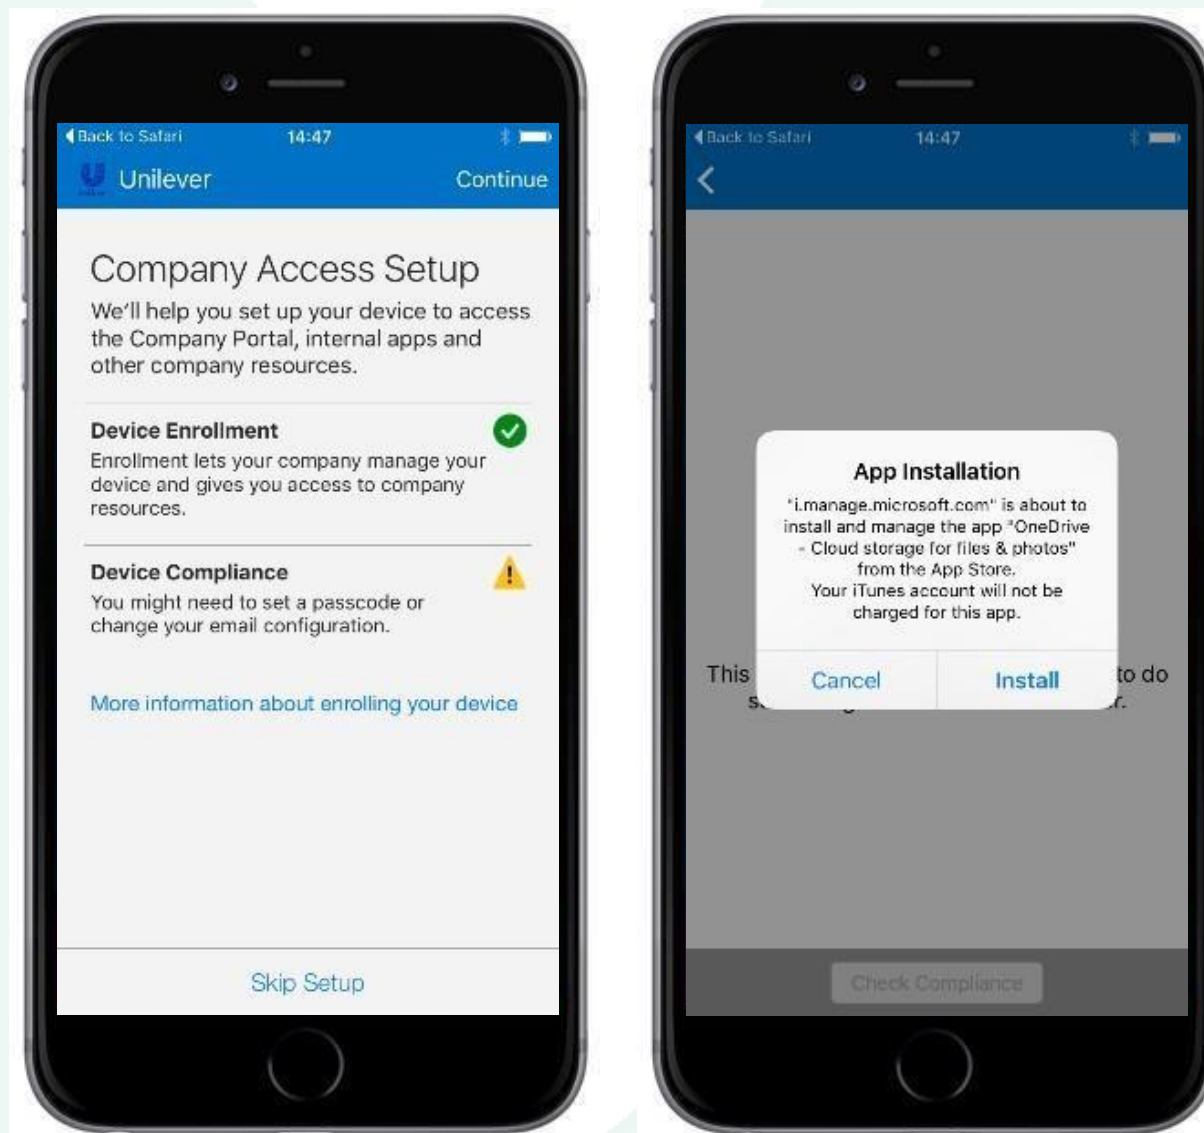 Back to Safari 14:47
Unilever Continue
Company Access Setup
We'll help you set up your device to access
the Company Portal, internal apps and
other company resources.
Device Enrollment
Enrollment lets your company manage your
device and gives you access to company
resources.
Device Compliance
You might need to set a passcode or
change your email configuration.
More information about enrolling your device
Skip Setup
Back to Safari 14:47
App Installation
"i.manage.microsoft.com" is about to
install and manage the app "OneDrive
- Cloud storage for files & photos"
from the App Store.
Your iTunes account will not be
charged for this app.
This to do
Cancel Install
r.
Check Compliance